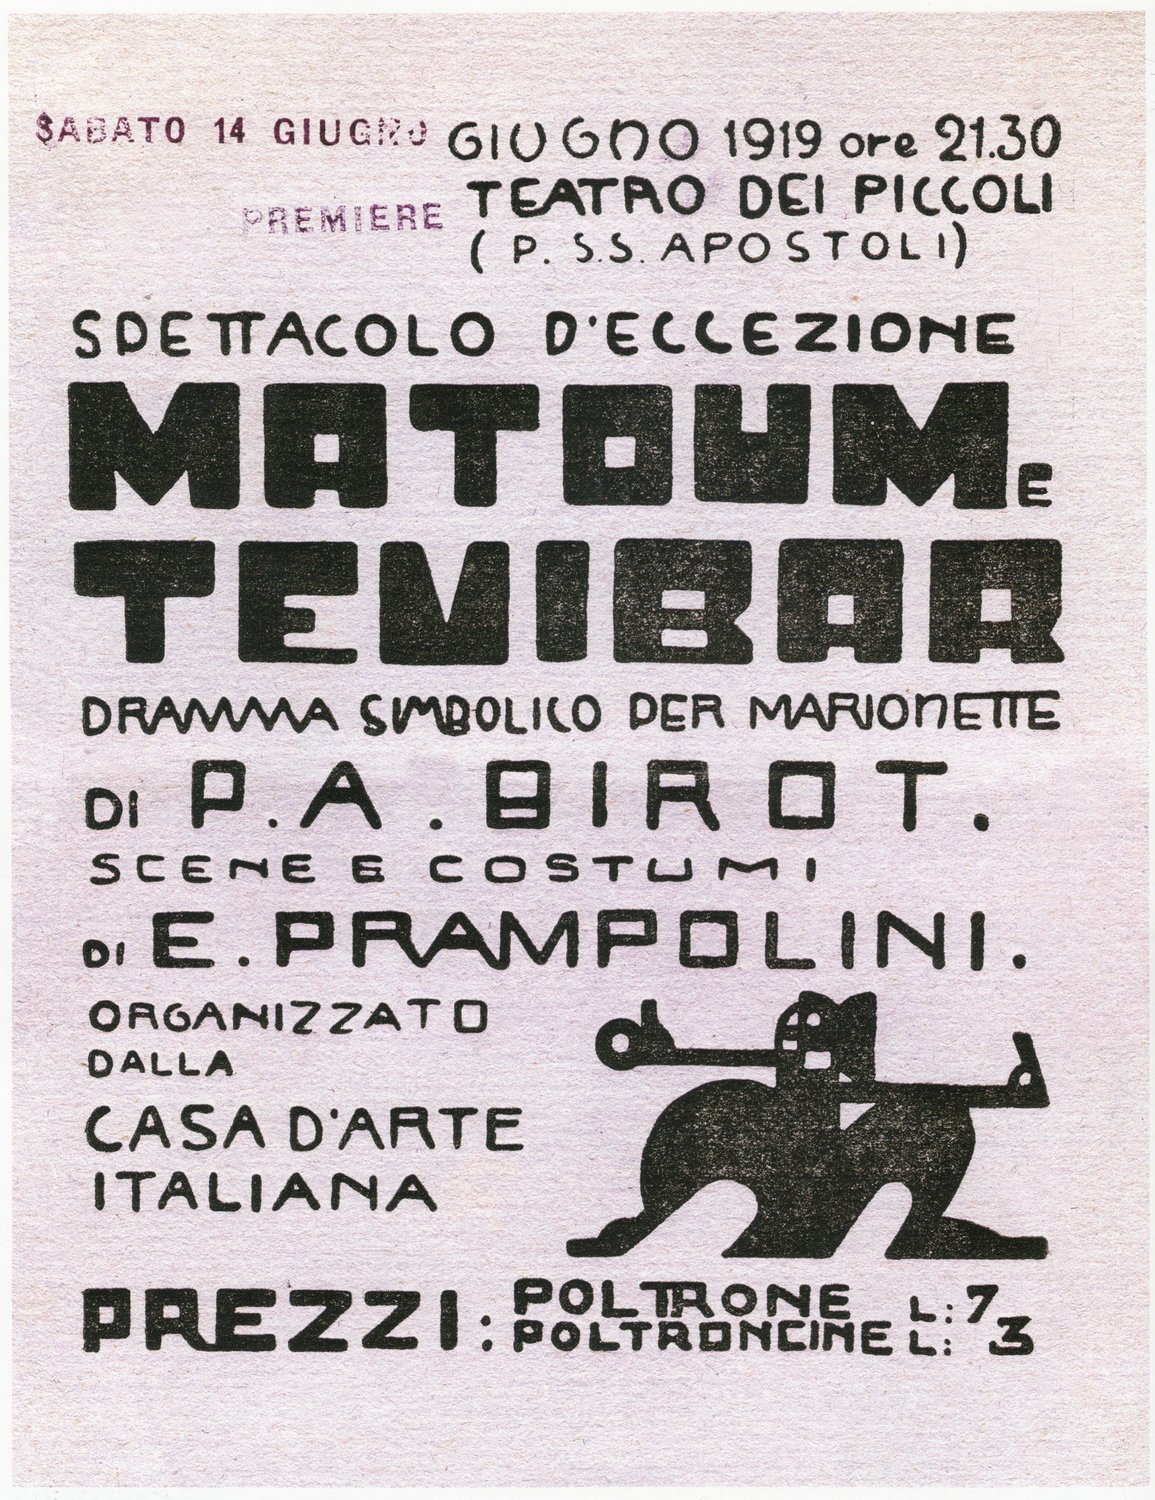 SABATO 14 GIUGNO GIUGNO 1919 ore 21.30
PREMIERE TEATRO DEI PICCOLI
( P. S.S. APOSTOLI)
SPETTACOLO D'ECCEZIONE
MATOUM E
TEVIBAR
DRAMMA SIMBOLICO PER MARIONETTE
DI P.A. BIROT.
SCENE E COSTUMI
DI E. PRAMPOLINI.
ORGANIZZATO
DALLA
CASA D'ARTE
ITALIANA
PREZZI: POLTRONE L: 7
POLTRONCINE L: 3